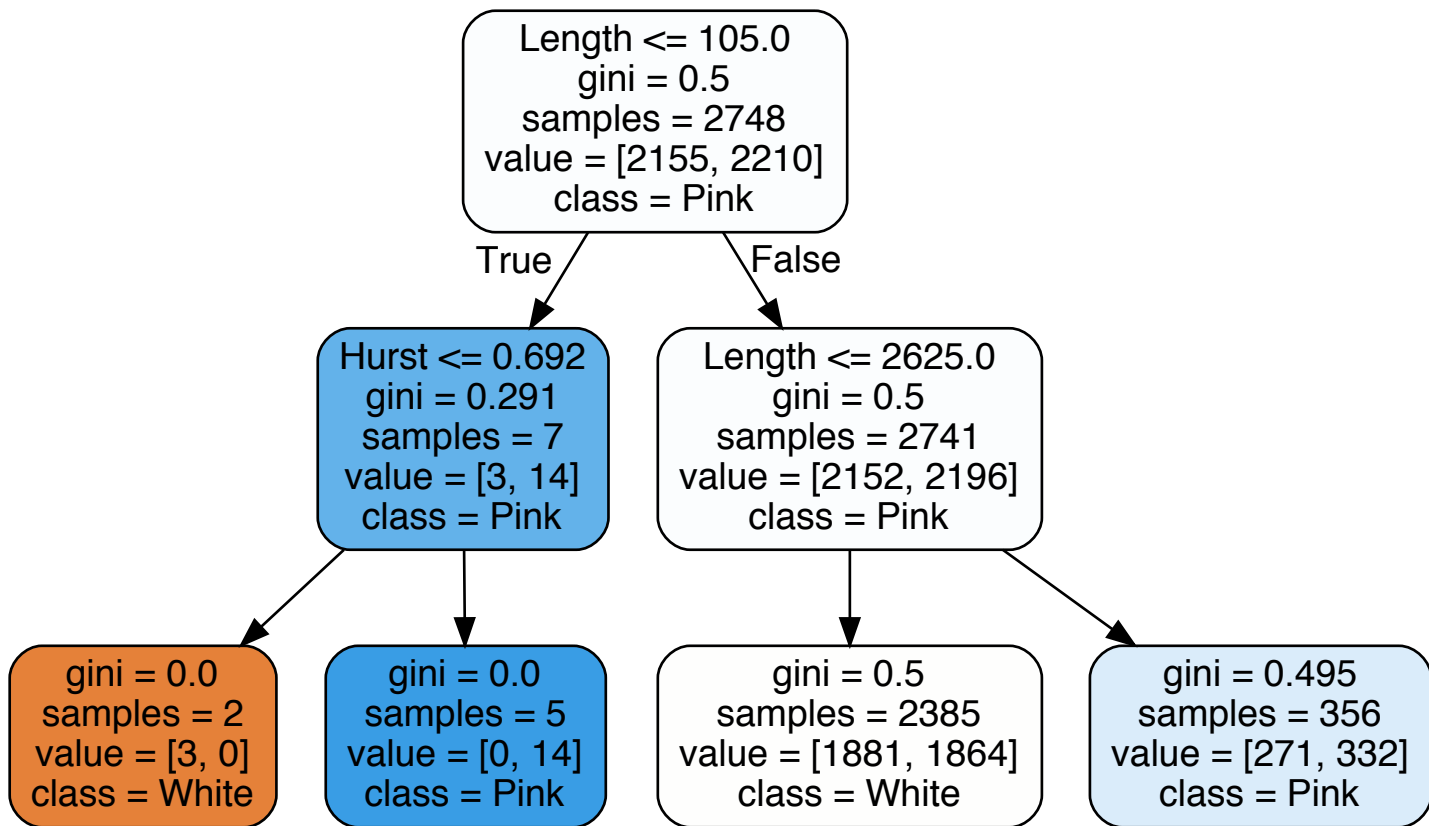 Length <= 105.0
gini = 0.5
samples = 2748
value = [2155, 2210]
class = Pink
True
False
Hurst <= 0.692
gini = 0.291
samples = 7
value = [3, 14]
class = Pink
Length <= 2625.0
gini = 0.5
samples = 2741
value = [2152, 2196]
class = Pink
gini = 0.0
samples = 2
value = [3, 0]
class = White
gini = 0.0
samples = 5
value = [0, 14]
class = Pink
gini = 0.5
samples = 2385
value = [1881, 1864]
class = White
gini = 0.495
samples = 356
value = [271, 332]
class = Pink